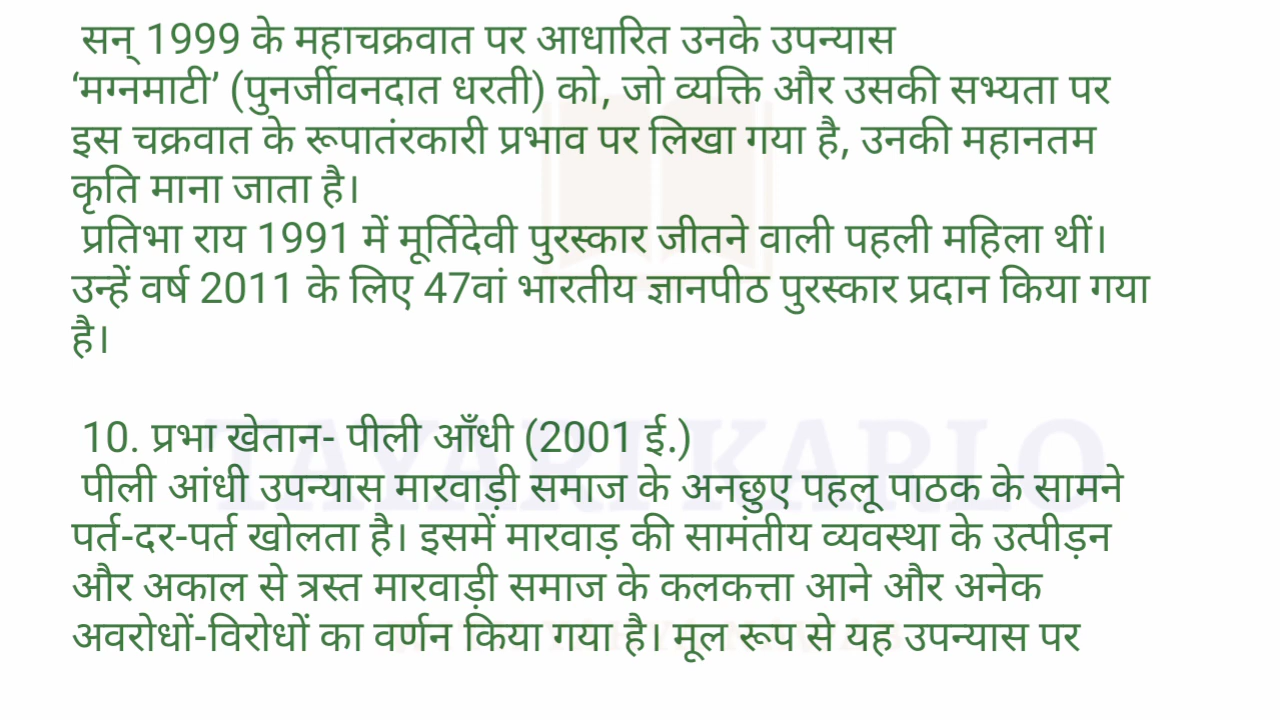 सन् 1999 के महाचक्रवात पर आधारित उनके उपन्यास
‘मग्नमाटी’ (पुनर्जीवनदात धरती) को, जो व्यक्ति और उसकी सभ्यता पर
इस चक्रवात के रूपातंरकारी प्रभाव पर लिखा गया है, उनकी महानतम
कृति माना जाता है।
प्रतिभा राय 1991 में मूर्तिदेवी पुरस्कार जीतने वाली पहली महिला थीं।
उन्हें वर्ष 2011 के लिए 47वां भारतीय ज्ञानपीठ पुरस्कार प्रदान किया गया
है।
10. प्रभा खेतान- पीली आँधी (2001 ई.)
पीली आंधी उपन्यास मारवाड़ी समाज के अनछुए पहलू पाठक के सामने
पर्त-दर-पर्त खोलता है। इसमें मारवाड़ की सामंतीय व्यवस्था के उत्पीड़न
और अकाल से त्रस्त मारवाड़ी समाज के कलकत्ता आने और अनेक
अवरोधों-विरोधों का वर्णन किया गया है। मूल रूप से यह उपन्यास पर
TAYARI KARLO